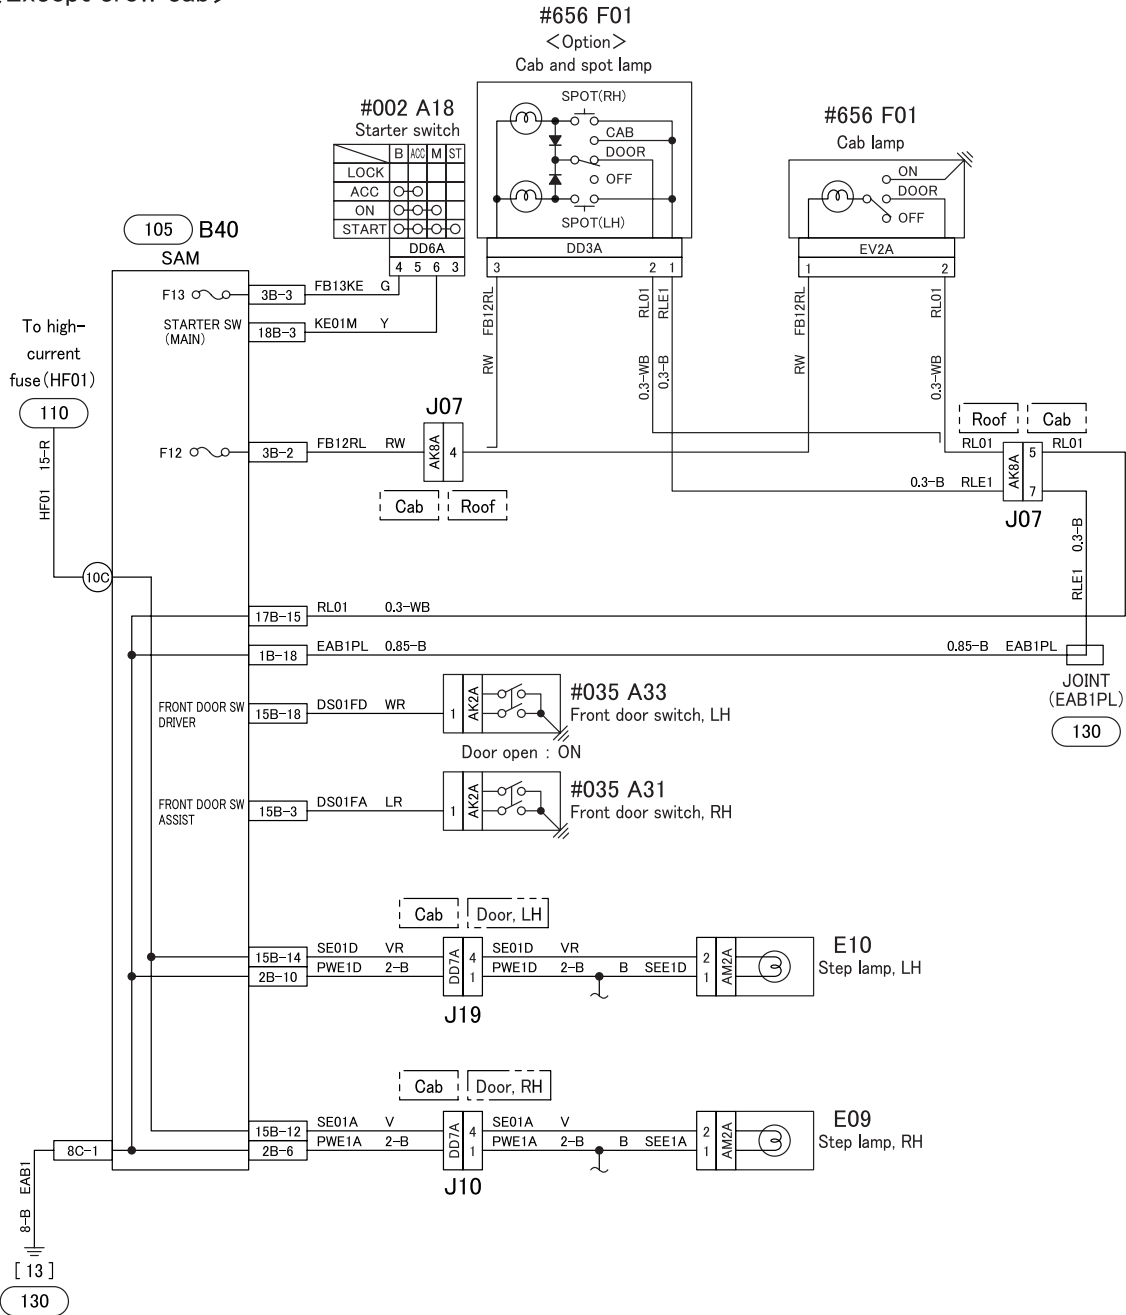 <Except crew cab>
#656 F01
<Option>
Cab and spot lamp
SPOT(RH)
CAB
DOOR
OFF
SPOT(LH)
DD3A
3 2 1
#002 A18
Starter switch
B ACC M ST
LOCK
ACC
ON
START
DD6A
4 5 6 3
#656 F01
Cab lamp
ON
DOOR
OFF
EV2A
1 2
105 B40
SAM
F13 3B-3 FB13KE G
STARTER SW
(MAIN)
18B-3 KE01M Y
To high-
current
fuse(HF01)
110
HF01 15-R
RW FB12RL
0.3-WB RL01
0.3-B RLE1
RW FB12RL
0.3-WB RL01
J07
F12 3B-2 FB12RL RW AK8A 4
Cab Roof
Roof Cab
RL01 5 RL01
0.3-B RLE1 AK8A 7
J07
RLE1 0.3-B
10C
17B-15 RL01 0.3-WB
1B-18 EAB1PL 0.85-B 0.85-B EAB1PL
JOINT
(EAB1PL)
130
FRONT DOOR SW
DRIVER
15B-18 DS01FD WR 1 AK2A
#035 A33
Front door switch, LH
Door open : ON
FRONT DOOR SW
ASSIST
15B-3 DS01FA LR 1 AK2A
#035 A31
Front door switch, RH
Cab Door, LH
15B-14 SE01D VR 4 SE01D VR 2
2B-10 PWE1D 2-B DD7A 1 PWE1D 2-B B SEE1D 1 AM2A
J19
E10
Step lamp, LH
Cab Door, RH
15B-12 SE01A V 4 SE01A V 2
2B-6 PWE1A 2-B DD7A 1 PWE1A 2-B B SEE1A 1 AM2A
J10
E09
Step lamp, RH
8C-1
8-B EAB1
[ 13 ]
130